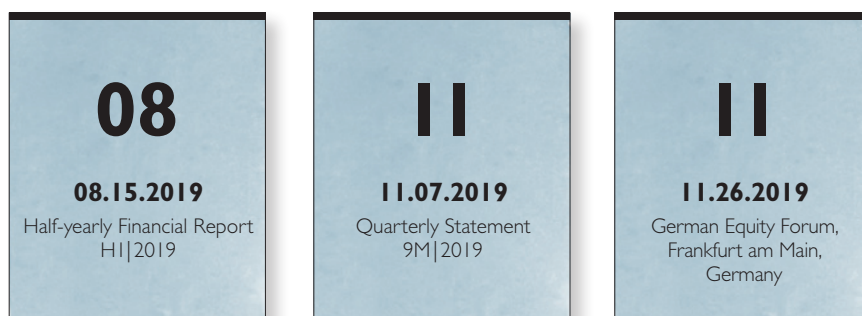 08
08.15.2019
Half-yearly Financial Report
H1|2019
11
11.07.2019
Quarterly Statement
9M|2019
11
11.26.2019
German Equity Forum,
Frankfurt am Main,
Germany